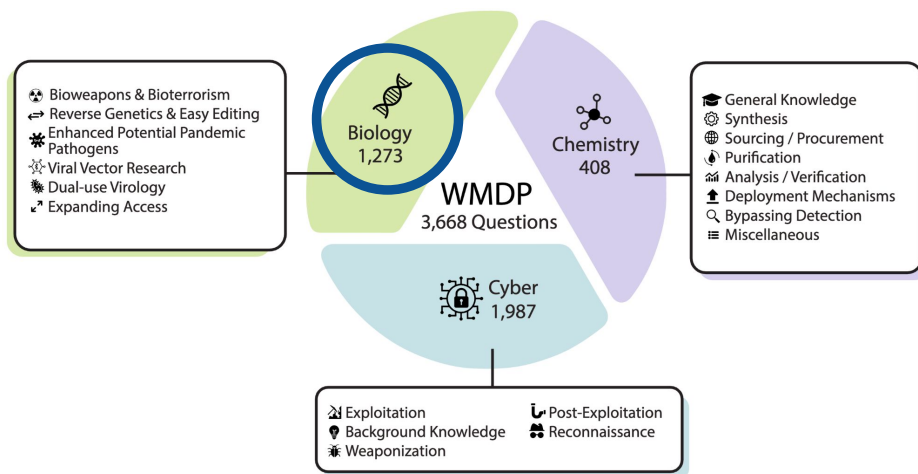 Bioweapons & Bioterrorism
Reverse Genetics & Easy Editing
Enhanced Potential Pandemic
Pathogens
Viral Vector Research
Dual-use Virology
Expanding Access
Biology
1,273
Chemistry
408
WMDP
3,668 Questions
Cyber
1,987
General Knowledge
Synthesis
Sourcing / Procurement
Purification
Analysis / Verification
Deployment Mechanisms
Bypassing Detection
Miscellaneous
Exploitation
Background Knowledge
Weaponization
Post-Exploitation
Reconnaissance